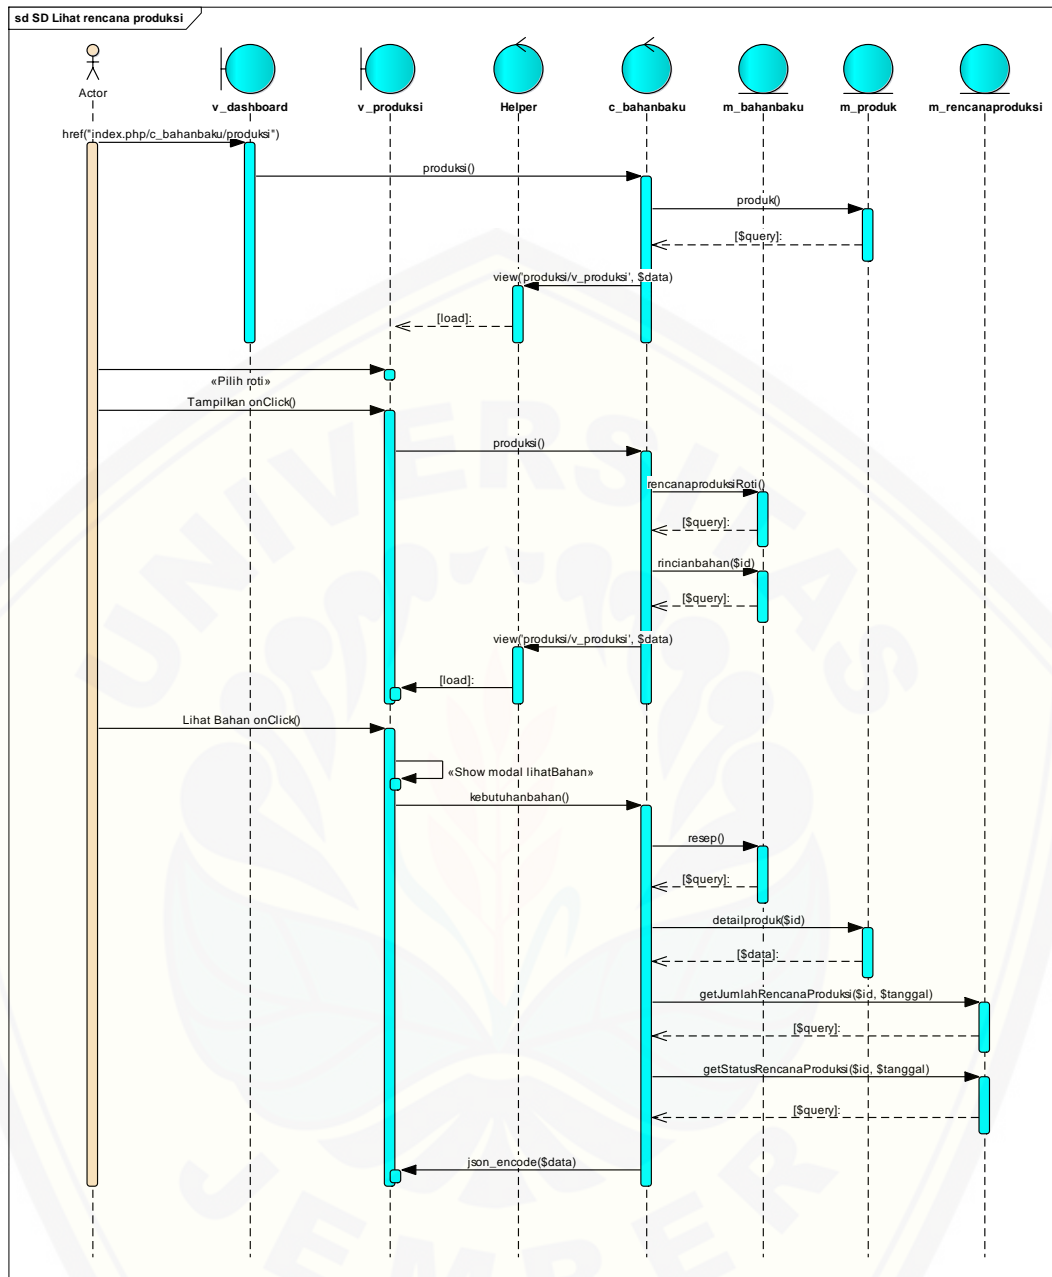 sd SD Lihat rencana produksi
Actor
v_dashboard
v_produksi
Helper
c_bahanbaku
m_bahanbaku
m_produk
m_rencanaproduksi
href("index.php/c_bahanbaku/produksi")
produksi()
produk()
[$query]:
view('produksi/v_produksi', $data)
[load]:
«Pilih roti»
Tampilkan onClick()
produksi()
rencanaproduksiRoti()
[$query]:
rincianbahan($id)
[$query]:
view('produksi/v_produksi', $data)
[load]:
Lihat Bahan onClick()
«Show modal lihatBahan»
kebutuhanbahan()
resep()
[$query]:
detailproduk($id)
[$data]:
getJumlahRencanaProduksi($id, $tanggal)
[$query]:
getStatusRencanaProduksi($id, $tanggal)
[$query]:
json_encode($data)
UNIVERSITAS
JEMBER